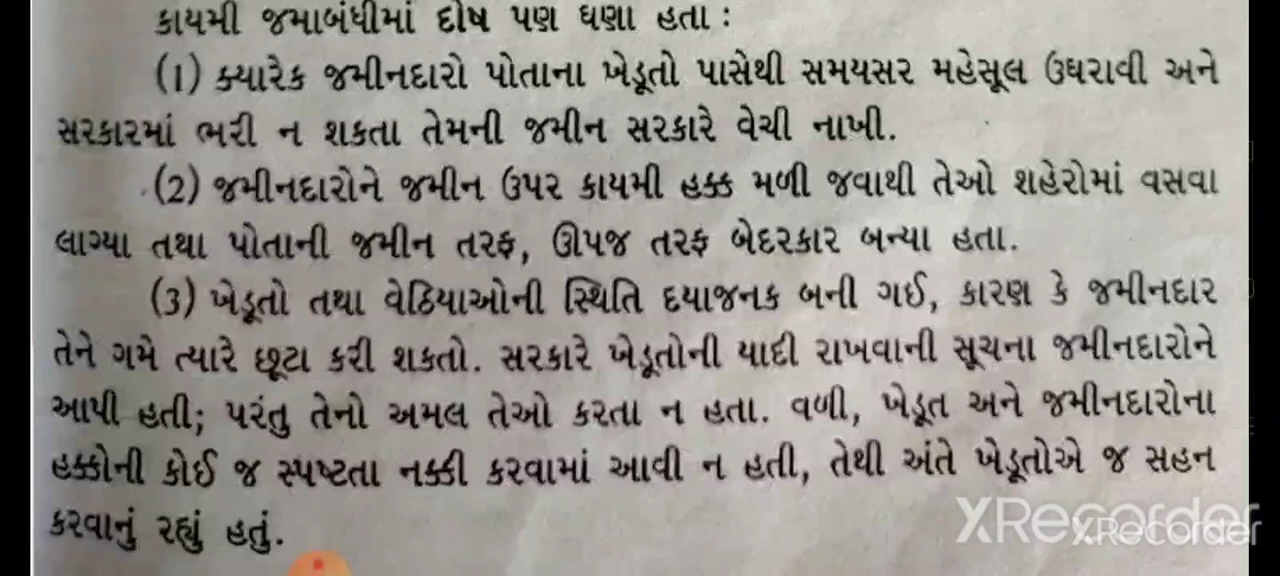 કાયમી જમાબંધીમાં દોષ પણ ઘણા હતા :
(1) ક્યારેક જમીનદારો પોતાના ખેડૂતો પાસેથી સમયસર મહેસૂલ ઉઘરાવી અને
સરકારમાં ભરી ન શકતા તેમની જમીન સરકારે વેચી નાખી.
(2) જમીનદારોને જમીન ઉપર કાયમી હક્ક મળી જવાથી તેઓ શહેરોમાં વસવા
લાગ્યા તથા પોતાની જમીન તરફ, ઊપજ તરફ બેદરકાર બન્યા હતા.
(3) ખેડૂતો તથા વેઠિયાઓની સ્થિતિ દયાજનક બની ગઈ, કારણ કે જમીનદાર
તેને ગમે ત્યારે છૂટા કરી શકતો. સરકારે ખેડૂતોની યાદી રાખવાની સૂચના જમીનદારોને
આપી હતી; પરંતુ તેનો અમલ તેઓ કરતા ન હતા. વળી, ખેડૂત અને જમીનદારોના
હક્કોની કોઈ જ સ્પષ્ટતા નક્કી કરવામાં આવી ન હતી, તેથી અંતે ખેડૂતોએ જ સહન
કરવાનું રહ્યું હતું.
XRecorder
XRecorder